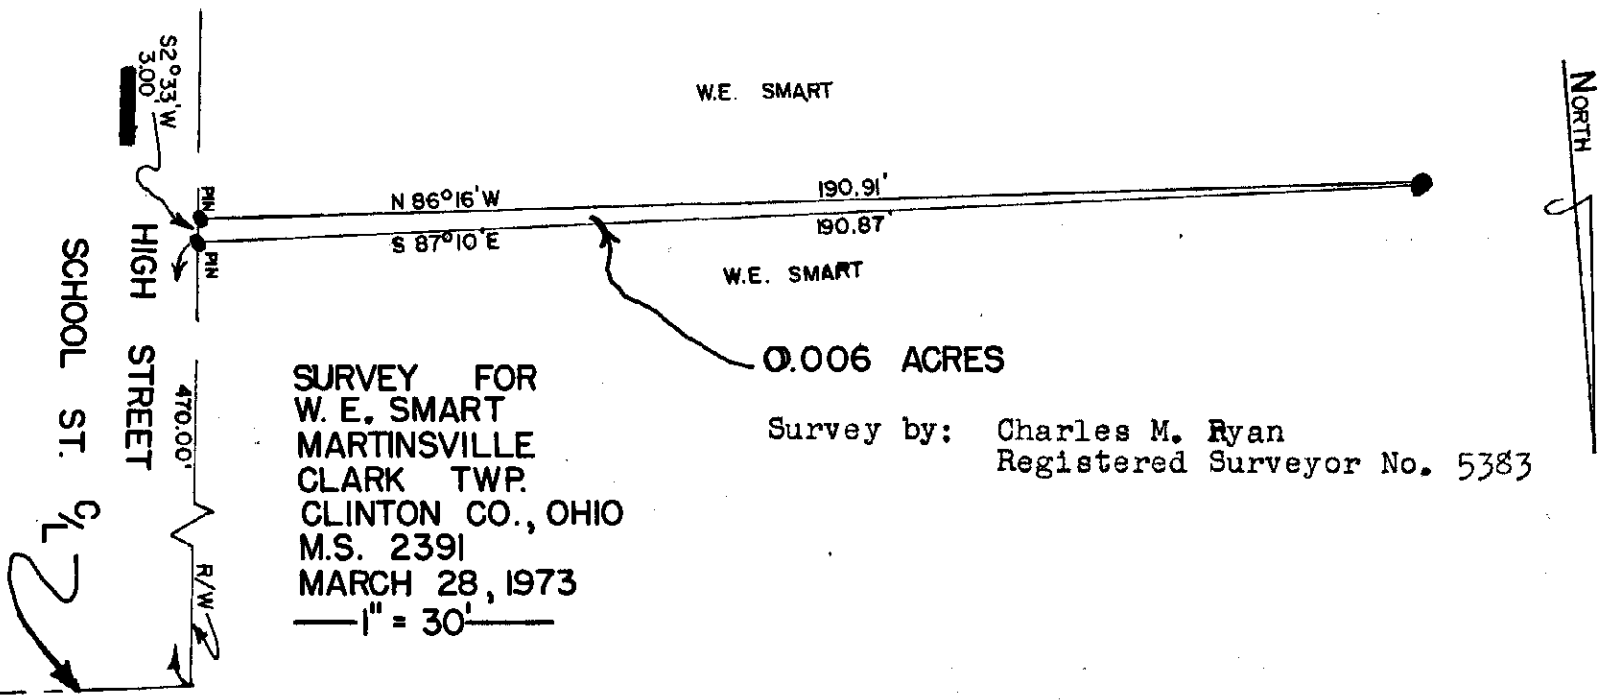 S2°33'W
3.00'
W.E. SMART
NORTH
PIN
N 86°16'W
190.91'
S 87°10'E
190.87'
PIN
W.E. SMART
HIGH STREET
SCHOOL ST. C/L
470.00'
R/W
0.006 ACRES
SURVEY FOR
W. E. SMART
MARTINSVILLE
CLARK TWP.
CLINTON CO., OHIO
M.S. 2391
MARCH 28, 1973
1" = 30'
Survey by: Charles M. Ryan
Registered Surveyor No. 5383